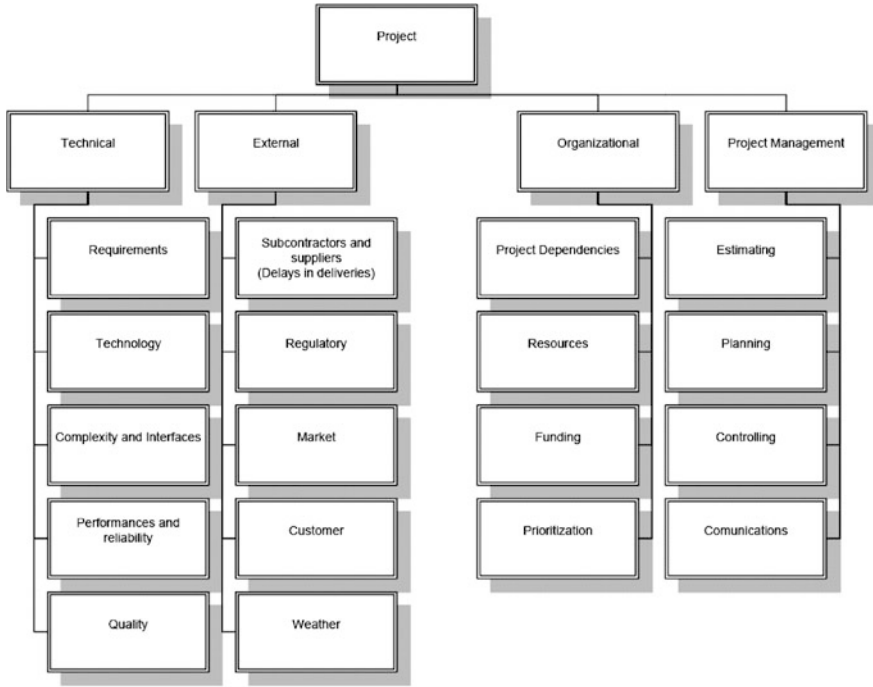 Project
Technical
External
Organizational
Project Management
Requirements
Subcontractors and
suppliers
(Delays in deliveries)
Project Dependencies
Estimating
Technology
Regulatory
Resources
Planning
Complexity and Interfaces
Market
Funding
Controlling
Performances and
reliability
Customer
Prioritization
Comunications
Quality
Weather